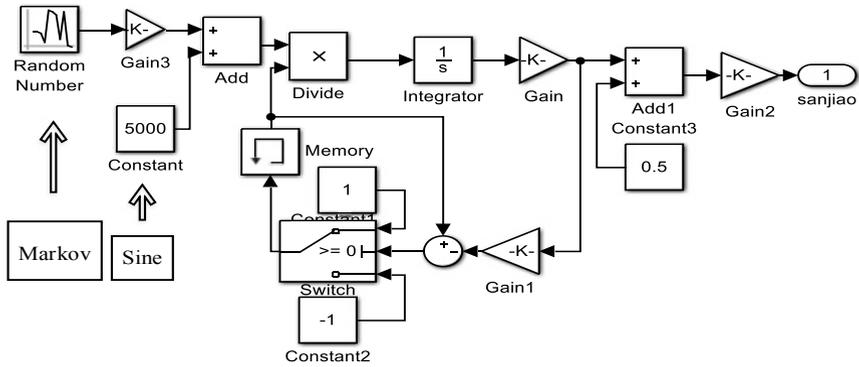 Random
Number
-K-
Gain3
+
+
Add
×
Divide
1
s
Integrator
-K-
Gain
+
+
Add1
-K-
Gain2
1
sanjiao
5000
Constant
Memory
Constant3
0.5
1
Constant1
Markov
Sine
>= 0
Switch
+
-
-K-
Gain1
-1
Constant2